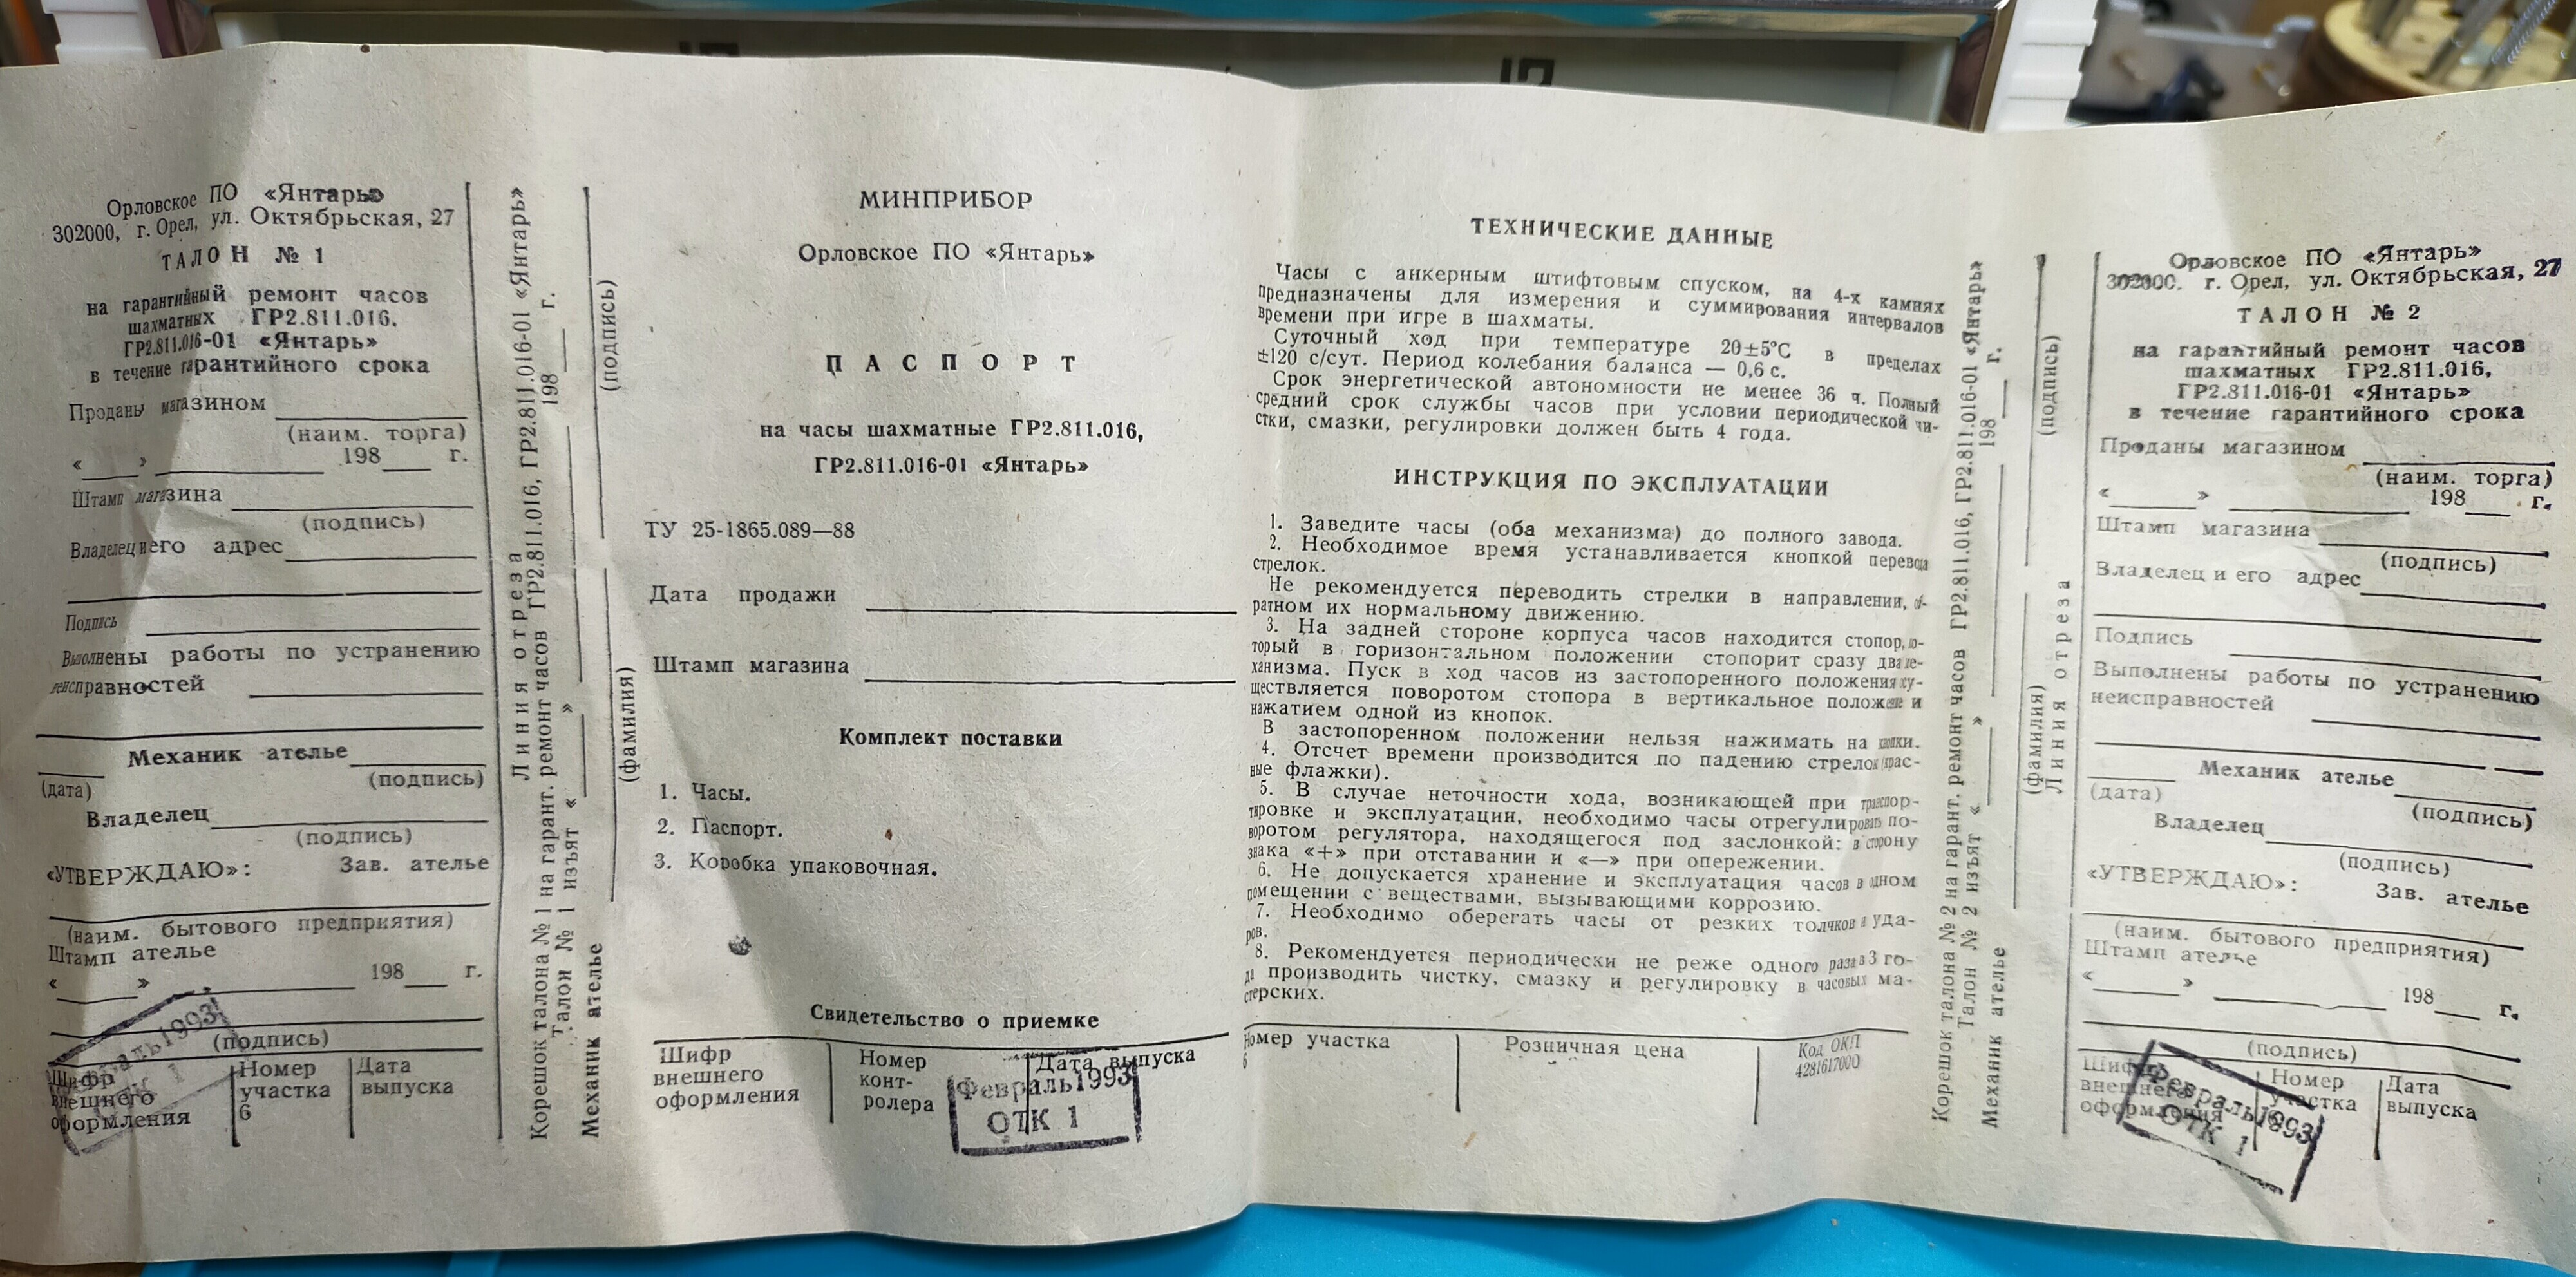 Орловское ПО «Янтарь»
302000, г. Орел, ул. Октябрьская, 27
ТАЛОН № 1
на гарантийный ремонт часов
шахматных ГР2.811.016,
ГР2.811.016-01 «Янтарь»
в течение гарантийного срока
Проданы магазином
(наим. торга)
« » 198 г.
Штамп магазина
(подпись)
Владелец и его адрес
Подпись
Выполнены работы по устранению
неисправностей
Механик ателье
(дата) (подпись)
Владелец
(подпись)
«УТВЕРЖДАЮ»: Зав. ателье
(наим. бытового предприятия)
Штамп ателье
« » 198 г.
(подпись)
Шифр внешнего оформления
Номер участка 6
Дата выпуска
Февраль 1993
ОТК 1
Линия отреза
Корешок талона № 1 на гарант. ремонт часов ГР2.811.016, ГР2.811.016-01 «Янтарь»
Талон № 1 изъят « » 198 г.
Механик ателье (фамилия) (подпись)
МИНПРИБОР
Орловское ПО «Янтарь»
ПАСПОРТ
на часы шахматные ГР2.811.016,
ГР2.811.016-01 «Янтарь»
ТУ 25-1865.089—88
Дата продажи
Штамп магазина
Комплект поставки
1. Часы.
2. Паспорт.
3. Коробка упаковочная.
Свидетельство о приемке
Шифр
внешнего
оформления
Номер
конт-
ролера
Дата выпуска
Февраль 1993
ОТК 1
ТЕХНИЧЕСКИЕ ДАННЫЕ
Часы с анкерным штифтовым спуском, на 4-х камнях
предназначены для измерения и суммирования интервалов
времени при игре в шахматы.
Суточный ход при температуре 20±5°С в пределах
±120 с/сут. Период колебания баланса — 0,6 с.
Срок энергетической автономности не менее 36 ч. Полный
средний срок службы часов при условии периодической чи-
стки, смазки, регулировки должен быть 4 года.
ИНСТРУКЦИЯ ПО ЭКСПЛУАТАЦИИ
1. Заведите часы (оба механизма) до полного завода.
2. Необходимое время устанавливается кнопкой перевода
стрелок.
Не рекомендуется переводить стрелки в направлении, об-
ратном их нормальному движению.
3. На задней стороне корпуса часов находится стопор, ко-
торый в горизонтальном положении стопорит сразу два ме-
ханизма. Пуск в ход часов из застопоренного положения осу-
ществляется поворотом стопора в вертикальное положение и
нажатием одной из кнопок.
В застопоренном положении нельзя нажимать на кнопки.
4. Отсчет времени производится по падению стрелок (крас-
ные флажки).
5. В случае неточности хода, возникающей при транспор-
тировке и эксплуатации, необходимо часы отрегулировать по-
воротом регулятора, находящегося под заслонкой: в сторону
знака «+» при отставании и «—» при опережении.
6. Не допускается хранение и эксплуатация часов в одном
помещении с веществами, вызывающими коррозию.
7. Необходимо оберегать часы от резких толчков и уда-
ров.
8. Рекомендуется периодически не реже одного раза в 3 го-
да производить чистку, смазку и регулировку в часовых ма-
стерских.
Номер участка
6
Розничная цена
Код ОКП
4281617000
Корешок талона № 2 на гарант. ремонт часов ГР2.811.016, ГР2.811.016-01 «Янтарь»
Талон № 2 изъят « » 198 г.
Механик ателье (фамилия) (подпись)
Линия отреза
Орловское ПО «Янтарь»
302000. г. Орел, ул. Октябрьская, 27
ТАЛОН № 2
на гарантийный ремонт часов
шахматных ГР2.811.016,
ГР2.811.016-01 «Янтарь»
в течение гарантийного срока
Проданы магазином
(наим. торга)
« » 198 г.
Штамп магазина
(подпись)
Владелец и его адрес
Подпись
Выполнены работы по устранению
неисправностей
Механик ателье
(дата) (подпись)
Владелец
(подпись)
«УТВЕРЖДАЮ»: Зав. ателье
(наим. бытового предприятия)
Штамп ателье
« » 198 г.
(подпись)
Шифр внешнего оформления
Номер участка
Дата выпуска
Февраль 1993
ОТК 1